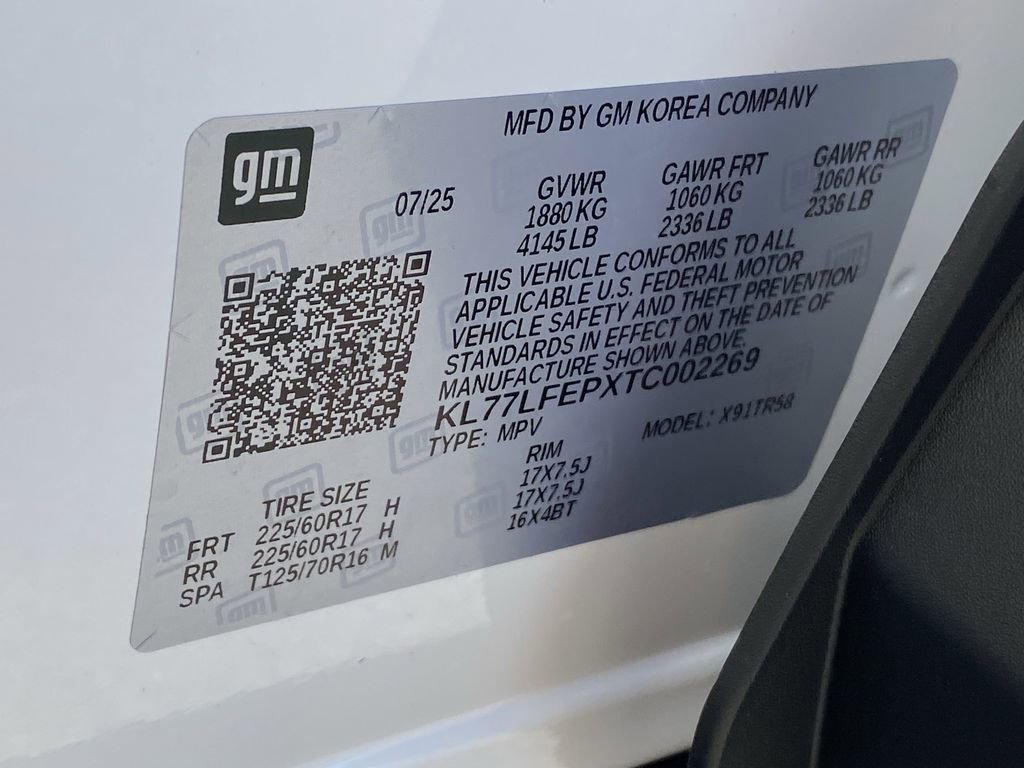 gm
MFD BY GM KOREA COMPANY
07/25
GVWR
1880 KG
4145 LB
GAWR FRT
1060 KG
2336 LB
GAWR RR
1060 KG
2336 LB
THIS VEHICLE CONFORMS TO ALL
APPLICABLE U.S. FEDERAL MOTOR
VEHICLE SAFETY AND THEFT PREVENTION
STANDARDS IN EFFECT ON THE DATE OF
MANUFACTURE SHOWN ABOVE.
KL77LFEPXTC002269
TYPE: MPV MODEL: X91TR58
TIRE SIZE RIM
FRT 225/60R17 H 17X7.5J
RR 225/60R17 H 17X7.5J
SPA T125/70R16 M 16X4BT